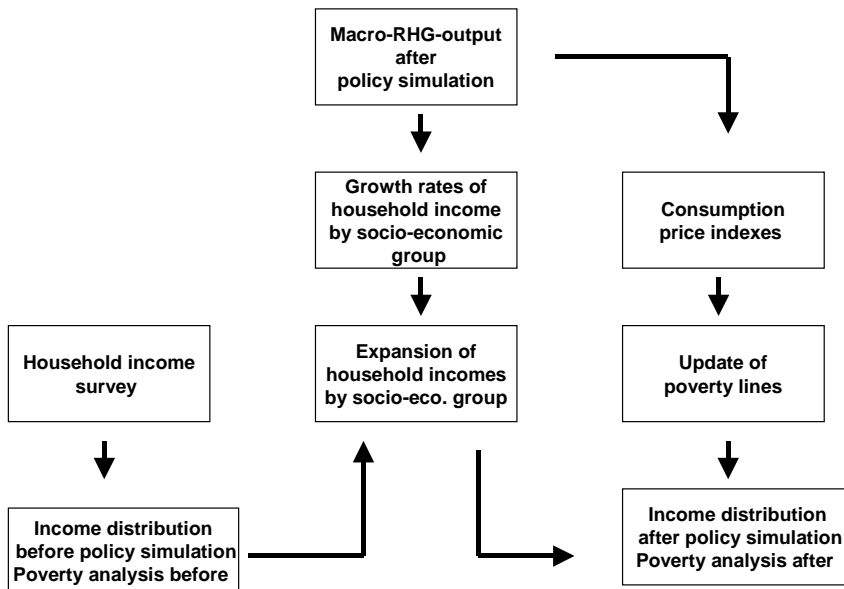 Macro-RHG-output
after
policy simulation
Growth rates of
household income
by socio-economic
group
Consumption
price indexes
Household income
survey
Expansion of
household incomes
by socio-eco. group
Update of
poverty lines
Income distribution
before policy simulation
Poverty analysis before
Income distribution
after policy simulation
Poverty analysis after